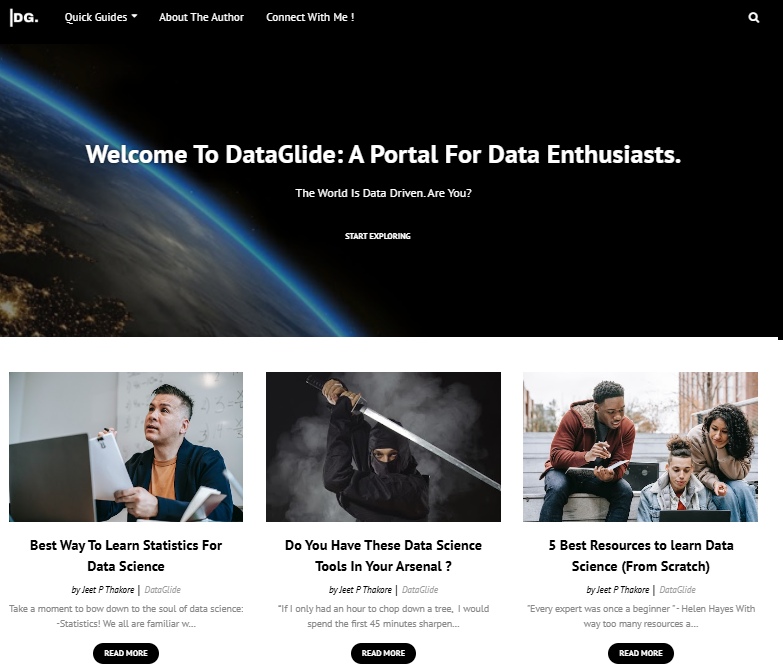 DG.
Quick Guides
About The Author
Connect With Me !
Welcome To DataGlide: A Portal For Data Enthusiasts.
The World Is Data Driven. Are You?
START EXPLORING
Best Way To Learn Statistics For
Data Science
by Jeet P Thakore | DataGlide
Take a moment to bow down to the soul of data science:
-Statistics! We all are familiar w...
READ MORE
Do You Have These Data Science
Tools In Your Arsenal ?
by Jeet P Thakore | DataGlide
"If I only had an hour to chop down a tree,  I would
spend the first 45 minutes sharpen...
READ MORE
5 Best Resources to learn Data
Science (From Scratch)
by Jeet P Thakore | DataGlide
"Every expert was once a beginner " - Helen Hayes With
way too many resources a...
READ MORE